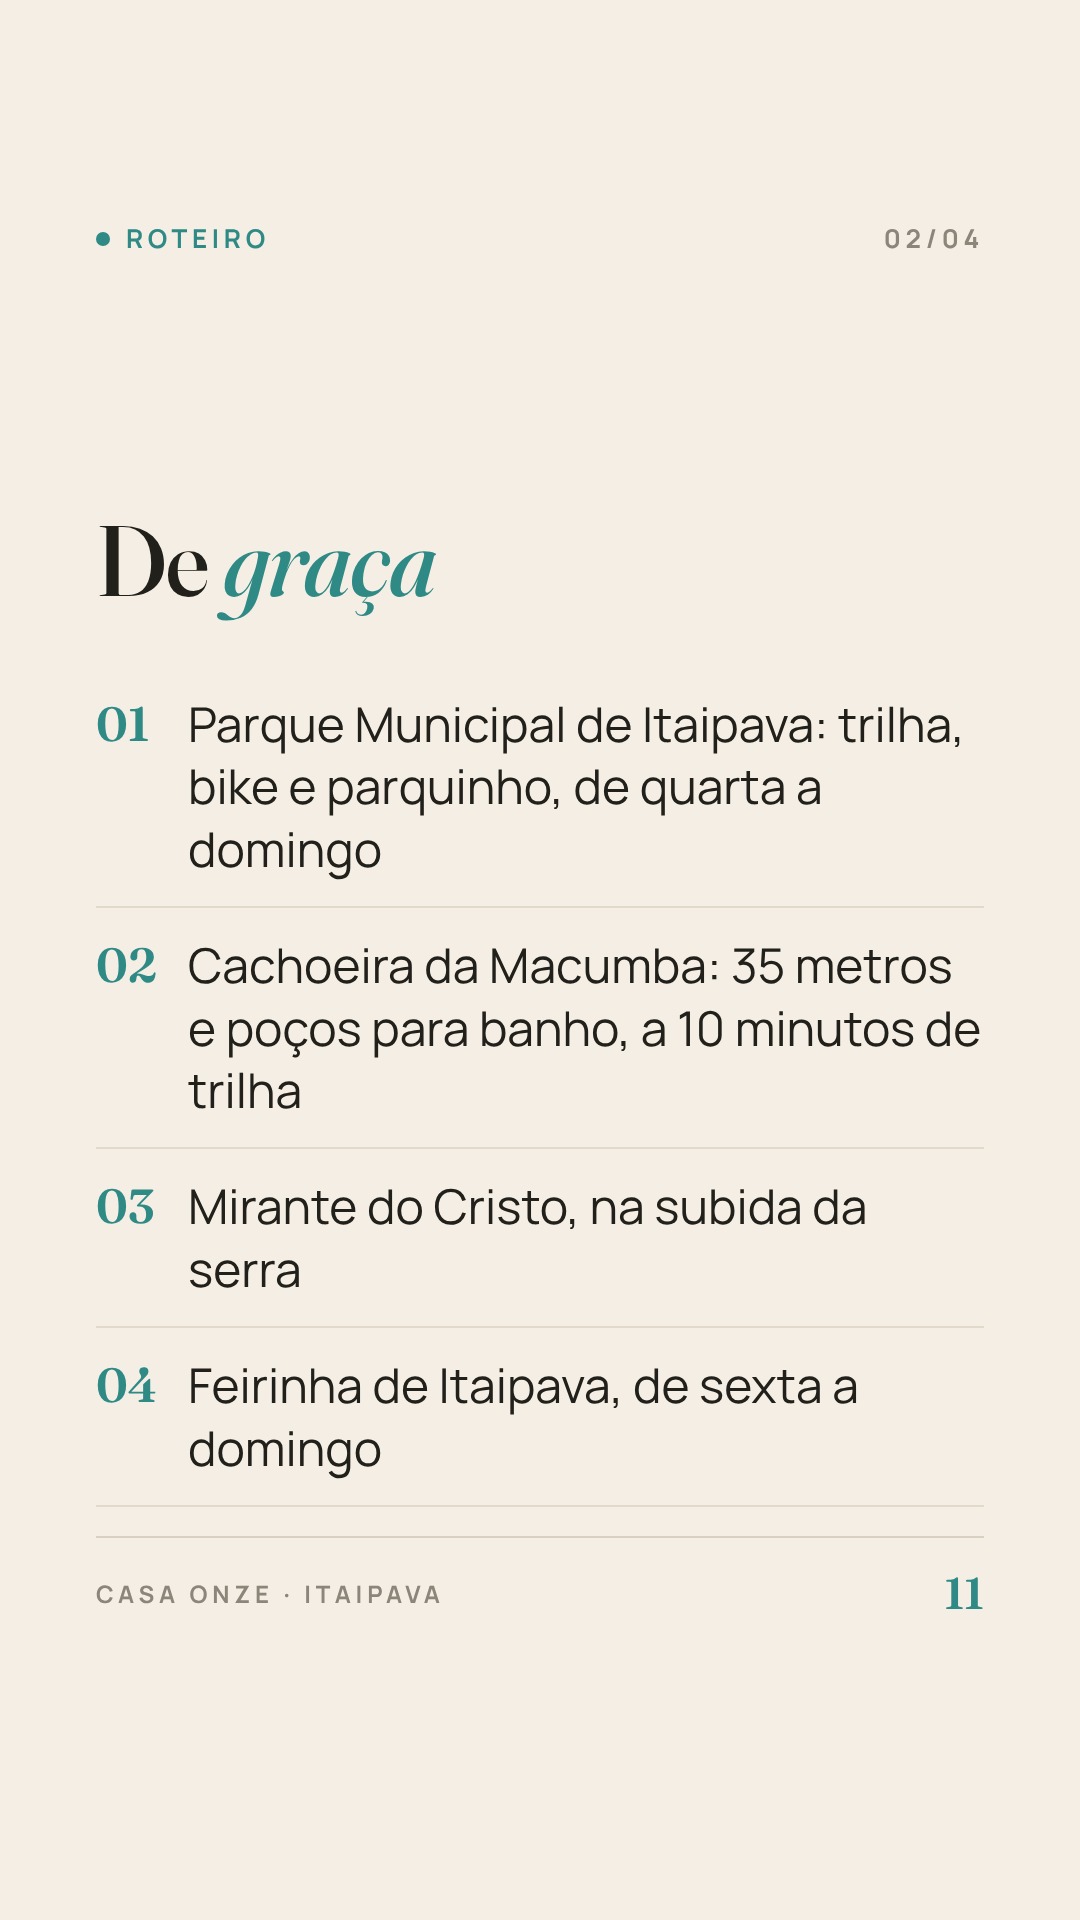 ROTEIRO
02/04
De graça
01 Parque Municipal de Itaipava: trilha,
bike e parquinho, de quarta a
domingo
02 Cachoeira da Macumba: 35 metros
e poços para banho, a 10 minutos de
trilha
03 Mirante do Cristo, na subida da
serra
04 Feirinha de Itaipava, de sexta a
domingo
CASA ONZE · ITAIPAVA
11